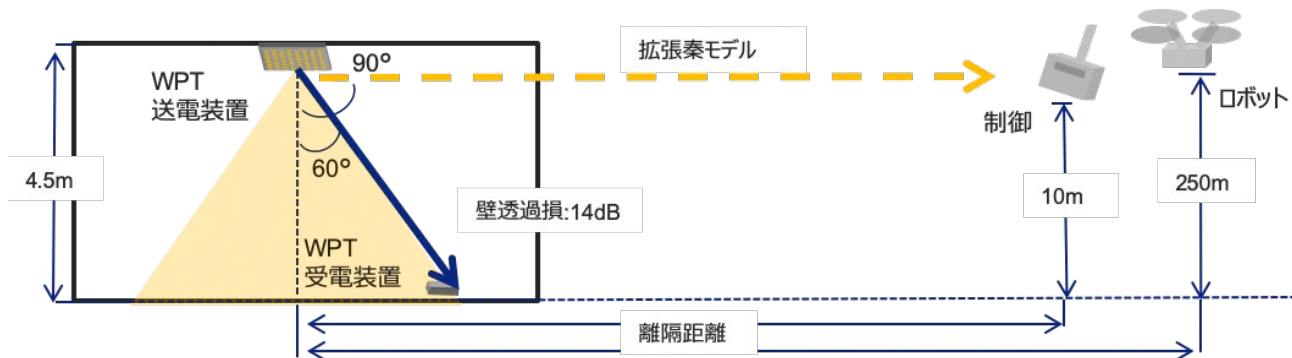 拡張秦モデル
90°
WPT
送電装置
制御
ロボット
60°
4.5m
10m
250m
壁透過損:14dB
WPT
受電装置
離隔距離